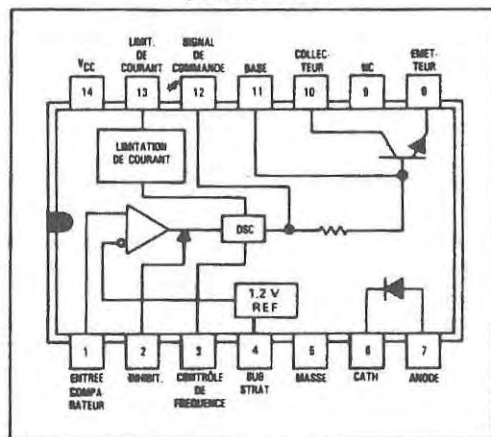 LIMIT.
DE
COURANT
SIGNAL
DE
COMMANDE
COLLEC-
TEUR
EMET-
TEUR
VCC
BASE
NC
14
13
12
11
10
9
8
LIMITATION
DE COURANT
OSC
1.2 V
REF
1
2
3
4
5
6
7
ENTREE
COMPA-
RATEUR
INHIBIT.
CONTRÔLE
DE
FREQUENCE
SUB
STRAT
MASSE
CATH
ANODE